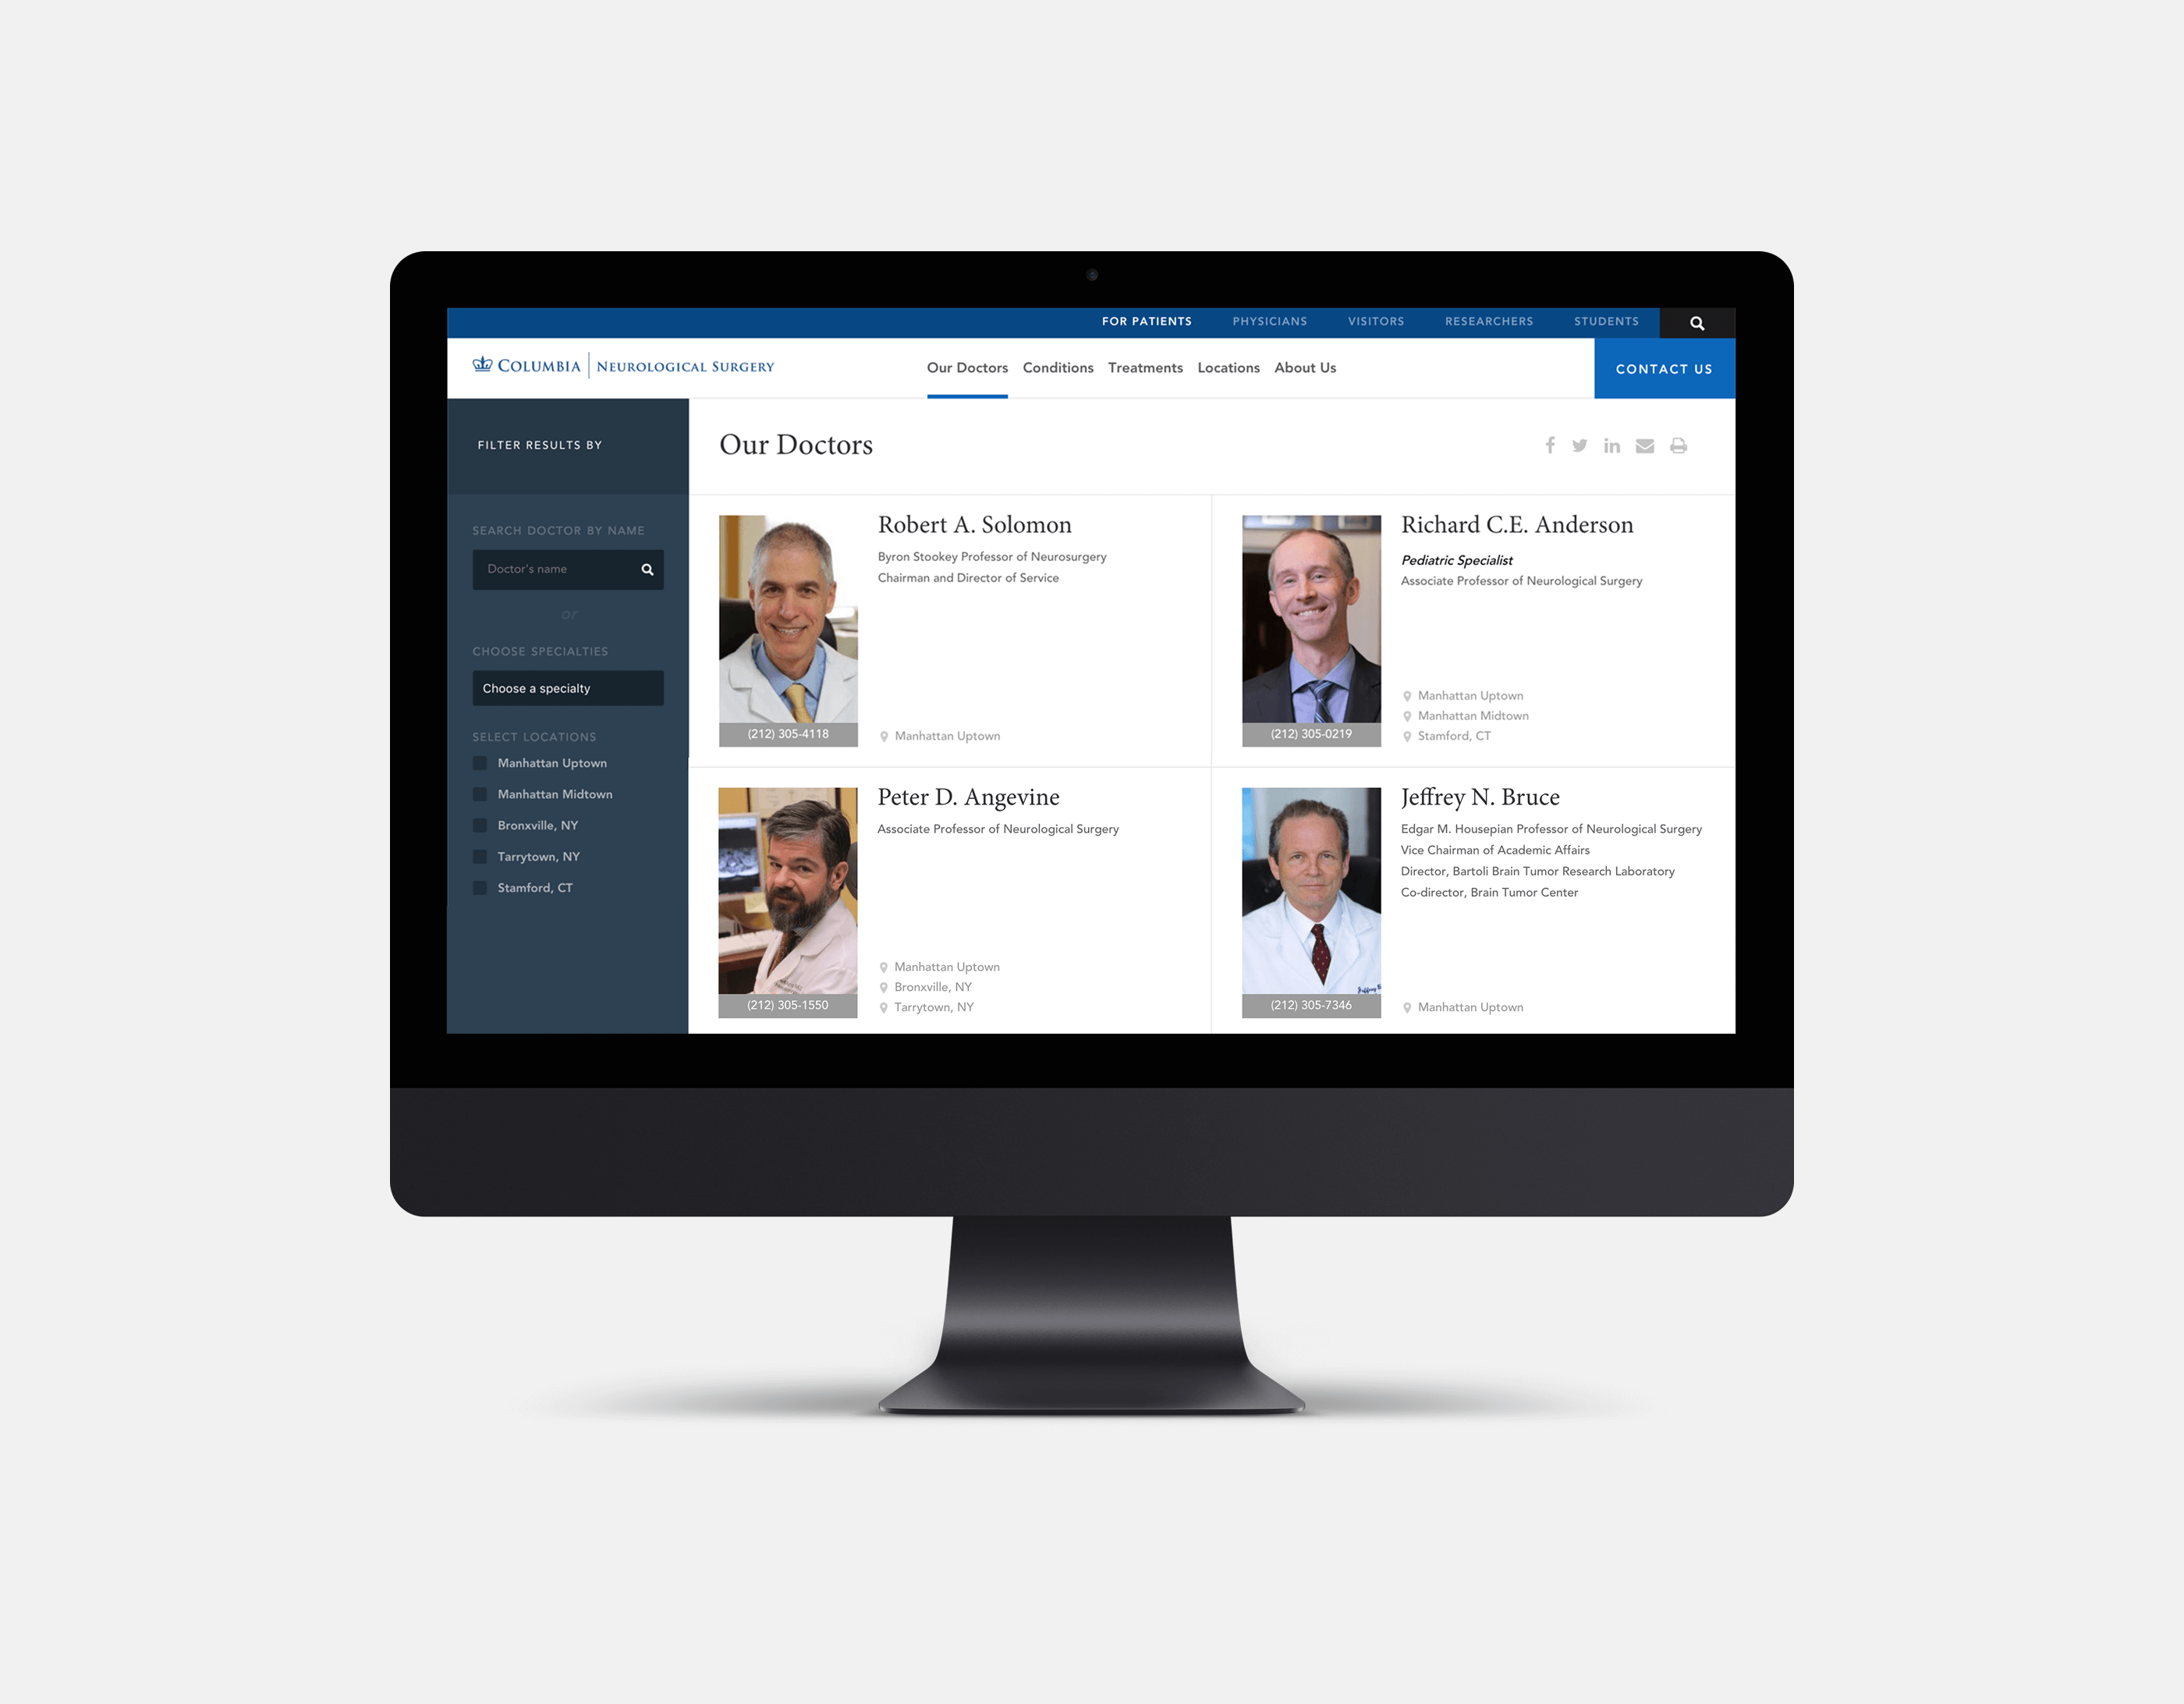 FOR PATIENTS PHYSICIANS VISITORS RESEARCHERS STUDENTS
COLUMBIA NEUROLOGICAL SURGERY
Our Doctors Conditions Treatments Locations About Us
CONTACT US
FILTER RESULTS BY
SEARCH DOCTOR BY NAME
Doctor's name
or
CHOOSE SPECIALTIES
Choose a specialty
SELECT LOCATIONS
Manhattan Uptown
Manhattan Midtown
Bronxville, NY
Tarrytown, NY
Stamford, CT
Our Doctors
Robert A. Solomon
Byron Stookey Professor of Neurosurgery
Chairman and Director of Service
(212) 305-4118
Manhattan Uptown
Richard C.E. Anderson
Pediatric Specialist
Associate Professor of Neurological Surgery
Manhattan Uptown
Manhattan Midtown
Stamford, CT
(212) 305-0219
Peter D. Angevine
Associate Professor of Neurological Surgery
Manhattan Uptown
Bronxville, NY
Tarrytown, NY
(212) 305-1550
Jeffrey N. Bruce
Edgar M. Housepian Professor of Neurological Surgery
Vice Chairman of Academic Affairs
Director, Bartoli Brain Tumor Research Laboratory
Co-director, Brain Tumor Center
(212) 305-7346
Manhattan Uptown